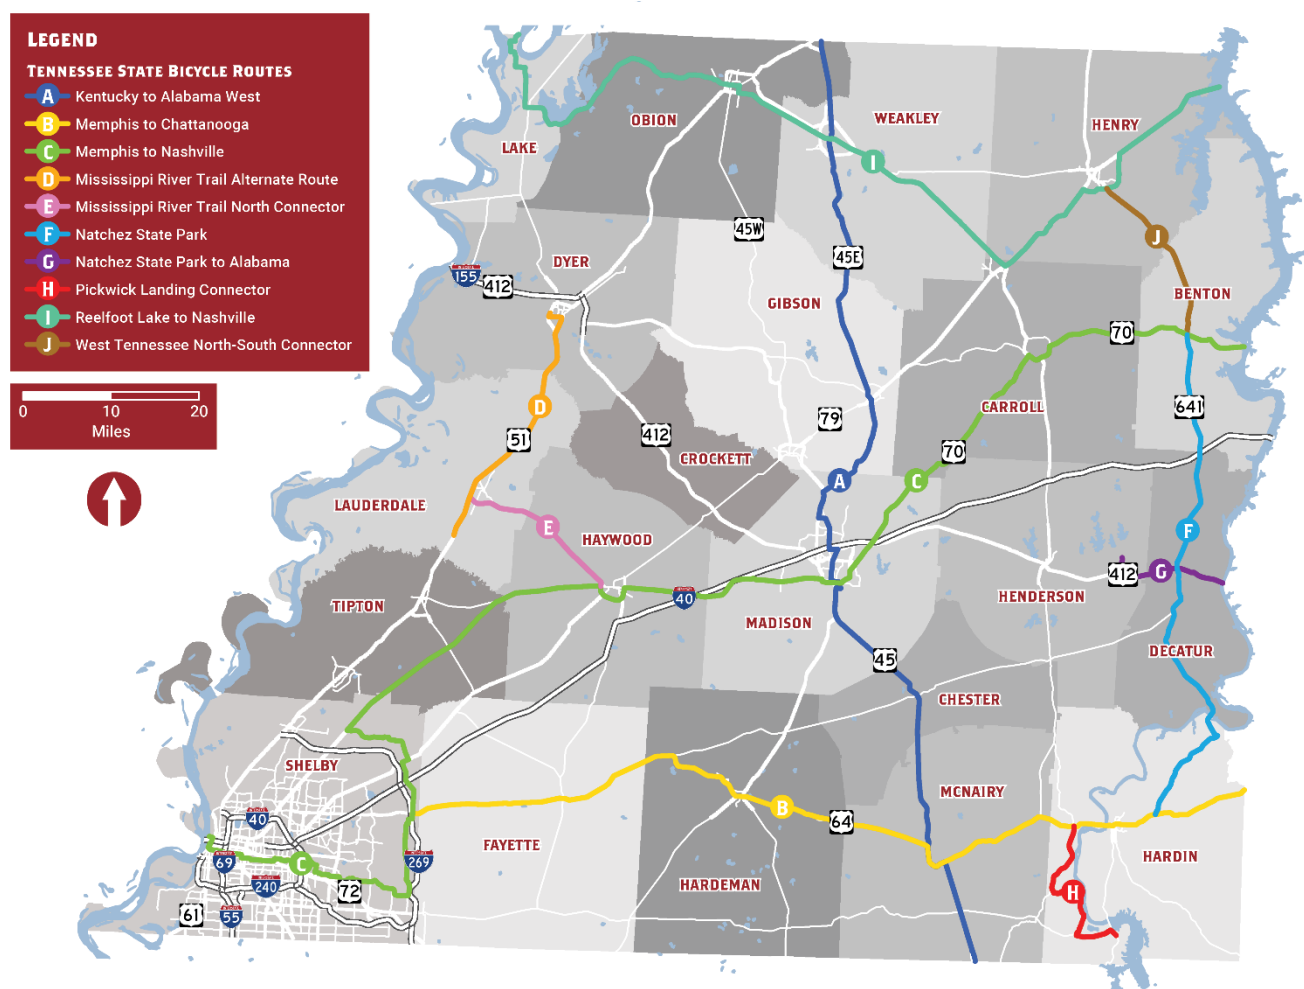 LEGEND
TENNESSEE STATE BICYCLE ROUTES
A Kentucky to Alabama West
B Memphis to Chattanooga
C Memphis to Nashville
D Mississippi River Trail Alternate Route
E Mississippi River Trail North Connector
F Natchez State Park
G Natchez State Park to Alabama
H Pickwick Landing Connector
I Reelfoot Lake to Nashville
J West Tennessee North-South Connector
0 10 20
Miles
OBION
WEAKLEY
HENRY
LAKE
I
45W
J
45E
DYER
155
412
BENTON
GIBSON
70
D
CARROLL
641
79
51
412
CROCKETT
70
A
C
LAUDERDALE
E
F
HAYWOOD
412
G
HENDERSON
40
TIPTON
MADISON
DECATUR
45
CHESTER
SHELBY
MCNAIRY
B
40
64
FAYETTE
HARDIN
69
C
269
HARDEMAN
240
72
H
61
55